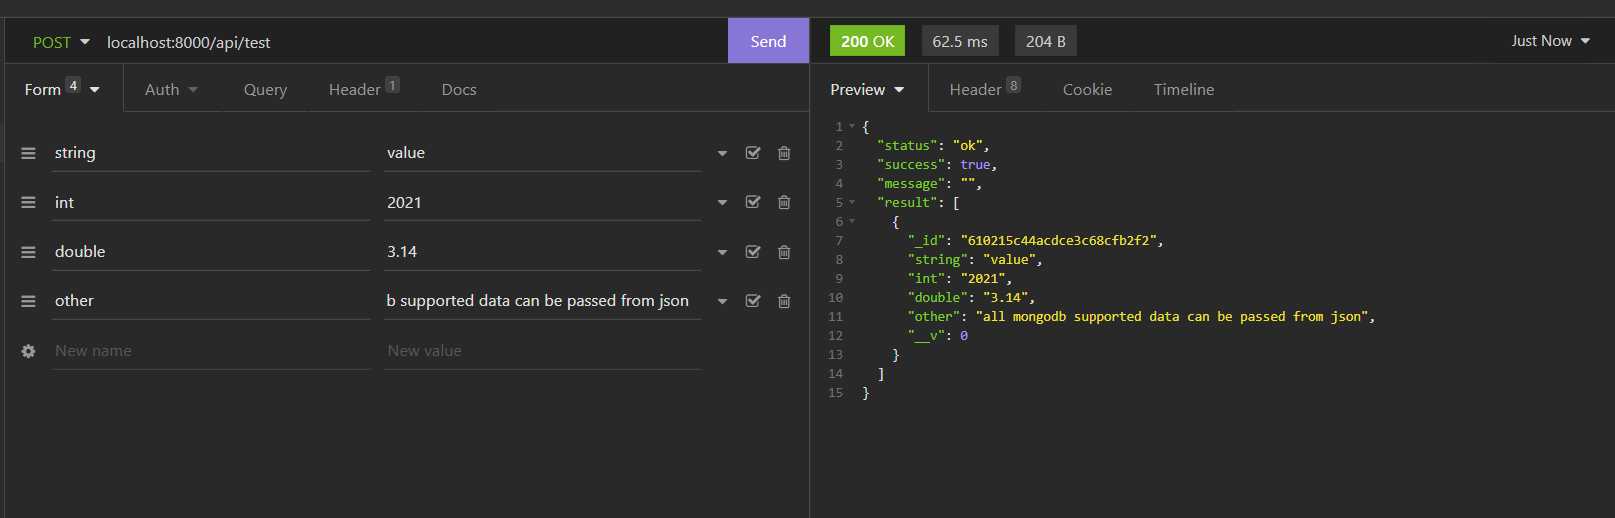 POST localhost:8000/api/test Send
Form 4 Auth Query Header 1 Docs
string value
int 2021
double 3.14
other b supported data can be passed from json
New name New value
200 OK 62.5 ms 204 B Just Now
Preview Header 8 Cookie Timeline
1 {
2 "status": "ok",
3 "success": true,
4 "message": "",
5 "result": [
6 {
7 "_id": "610215c44acdce3c68cfb2f2",
8 "string": "value",
9 "int": "2021",
10 "double": "3.14",
11 "other": "all mongodb supported data can be passed from json",
12 "__v": 0
13 }
14 ]
15 }